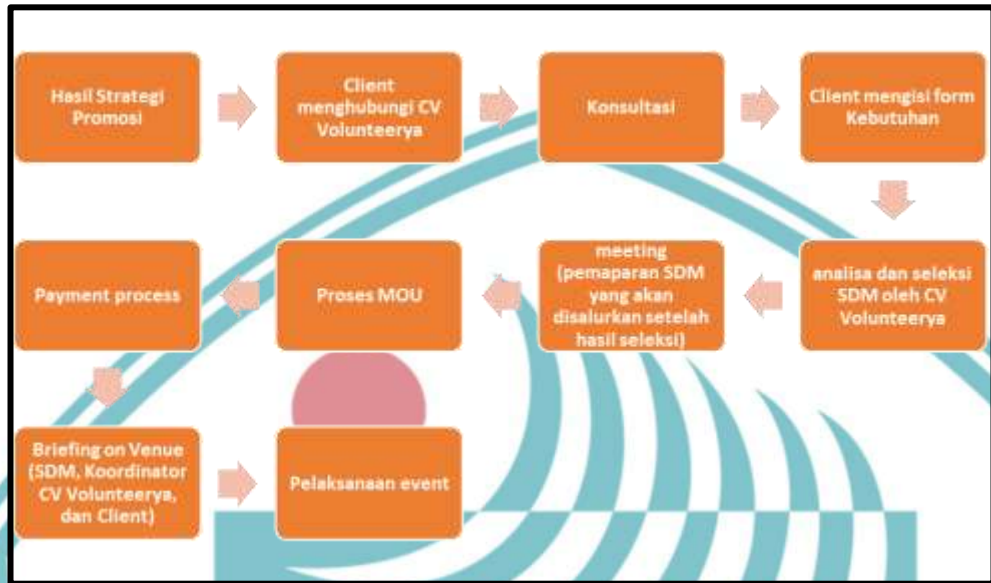 Hasil Strategi
Promosi
Client
menghubungi CV
Volunteerya
Konsultasi
Client mengisi form
Kebutuhan
analisa dan seleksi
SDM oleh CV
Volunteerya
meeting
(pemaparan SDM
yang akan
disalurkan setelah
hasil seleksi)
Proses MOU
Payment process
Briefing on Venue
(SDM, Koordinator
CV Volunteerya,
dan Client)
Pelaksanaan event